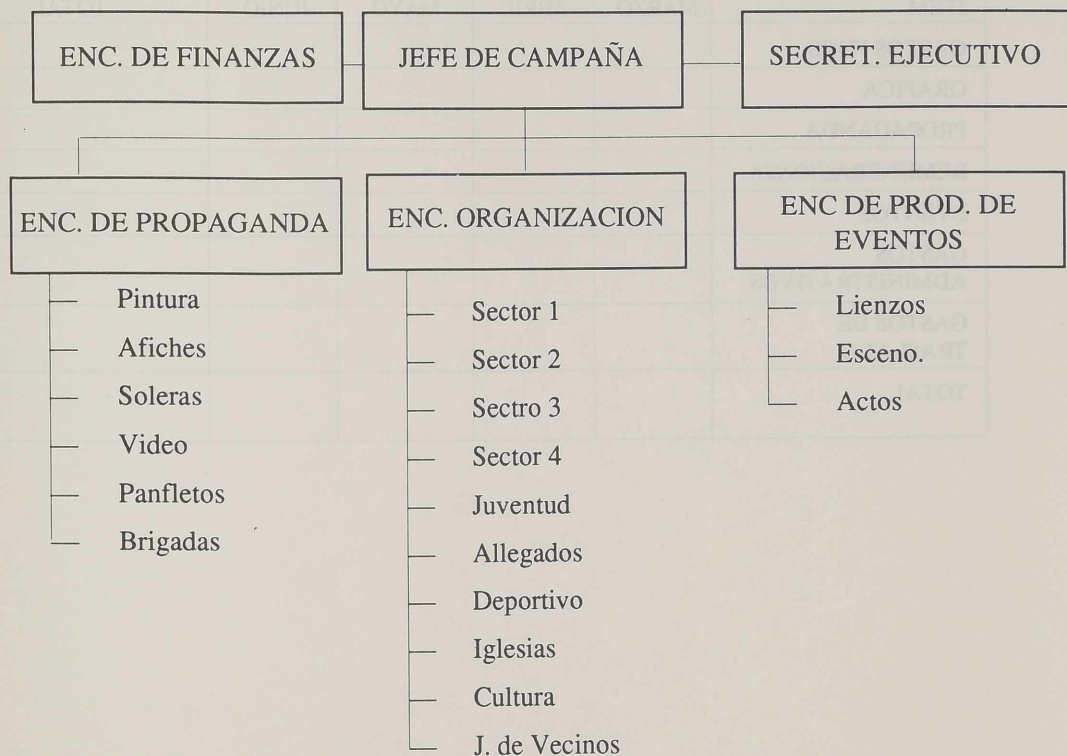 ENC. DE FINANZAS
JEFE DE CAMPAÑA
SECRET. EJECUTIVO
ENC. DE PROPAGANDA
Pintura
Afiches
Soleras
Video
Panfletos
Brigadas
ENC. ORGANIZACION
Sector 1
Sector 2
Sectro 3
Sector 4
Juventud
Allegados
Deportivo
Iglesias
Cultura
J. de Vecinos
ENC DE PROD. DE
EVENTOS
Lienzos
Esceno.
Actos